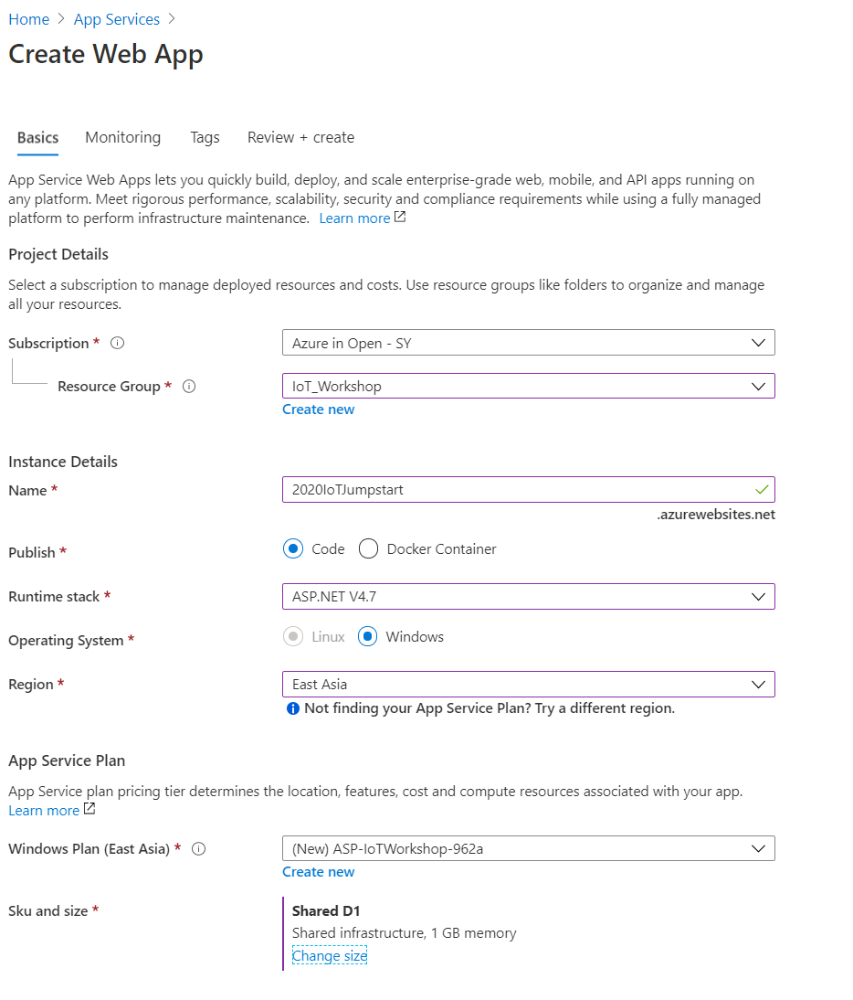 Home > App Services >
Create Web App
Basics Monitoring Tags Review + create
App Service Web Apps lets you quickly build, deploy, and scale enterprise-grade web, mobile, and API apps running on
any platform. Meet rigorous performance, scalability, security and compliance requirements while using a fully managed
platform to perform infrastructure maintenance. Learn more
Project Details
Select a subscription to manage deployed resources and costs. Use resource groups like folders to organize and manage
all your resources.
Subscription * Azure in Open - SY
Resource Group * IoT_Workshop
Create new
Instance Details
Name * 2020IoTJumpstart
.azurewebsites.net
Publish * Code Docker Container
Runtime stack * ASP.NET V4.7
Operating System * Linux Windows
Region * East Asia
Not finding your App Service Plan? Try a different region.
App Service Plan
App Service plan pricing tier determines the location, features, cost and compute resources associated with your app.
Learn more
Windows Plan (East Asia) * (New) ASP-IoTWorkshop-962a
Create new
Sku and size * Shared D1
Shared infrastructure, 1 GB memory
Change size